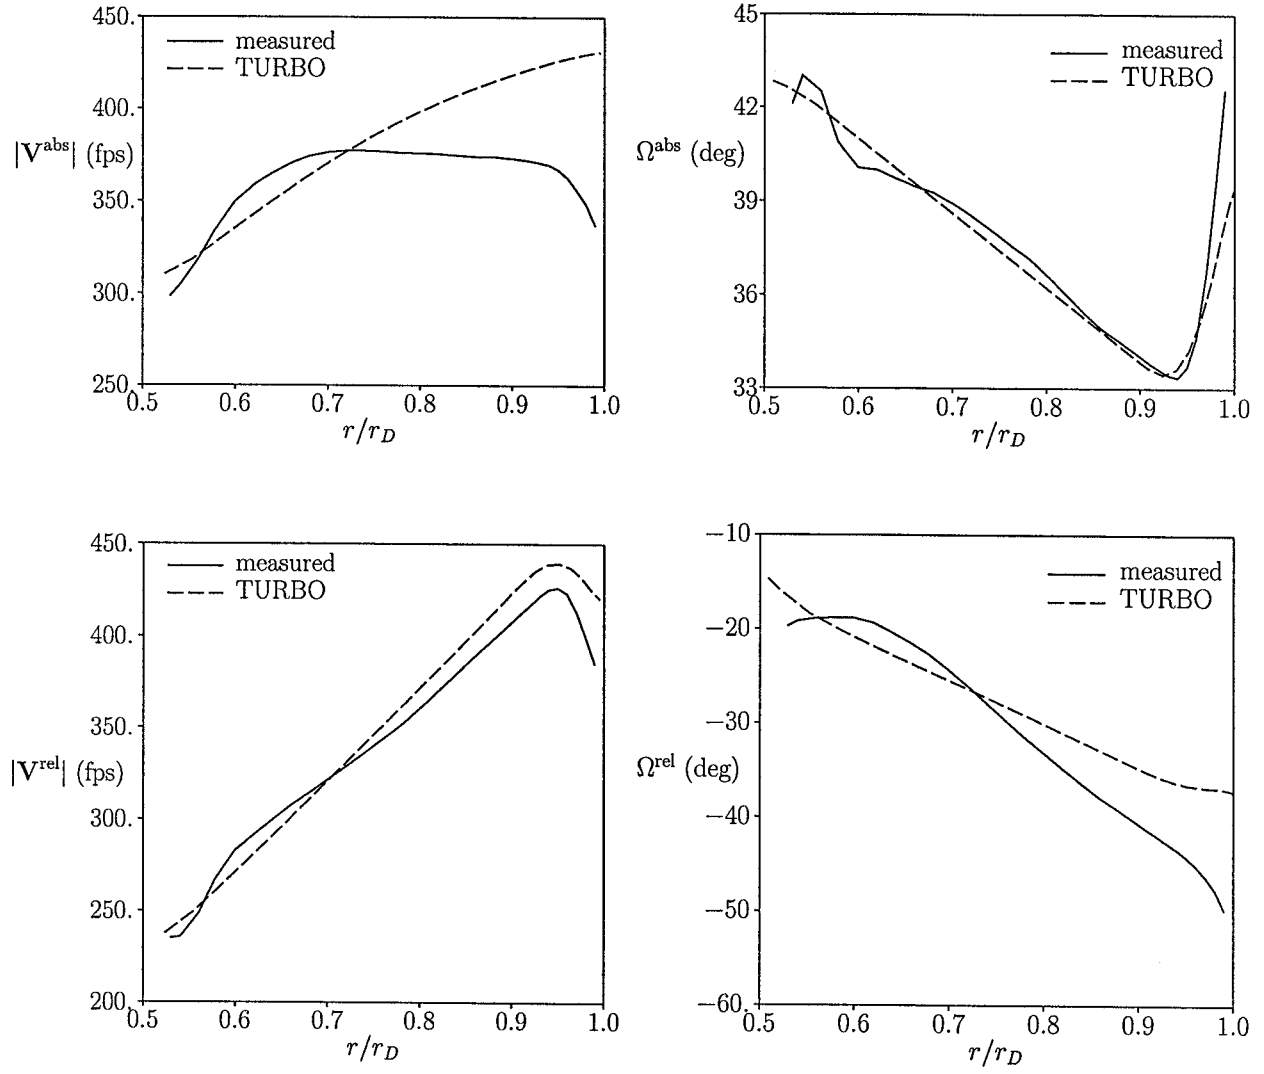 450.
400.
350.
300.
250
|V^abs| (fps)
measured
TURBO
0.5 0.6 0.7 0.8 0.9 1.0
r/r_D
45
42
39
36
33
Ω^abs (deg)
measured
TURBO
0.5 0.6 0.7 0.8 0.9 1.0
r/r_D
450.
400.
350.
300.
250.
200.
|V^rel| (fps)
measured
TURBO
0.5 0.6 0.7 0.8 0.9 1.0
r/r_D
−10
−20
−30
−40
−50
−60.
Ω^rel (deg)
measured
TURBO
0.5 0.6 0.7 0.8 0.9 1.0
r/r_D